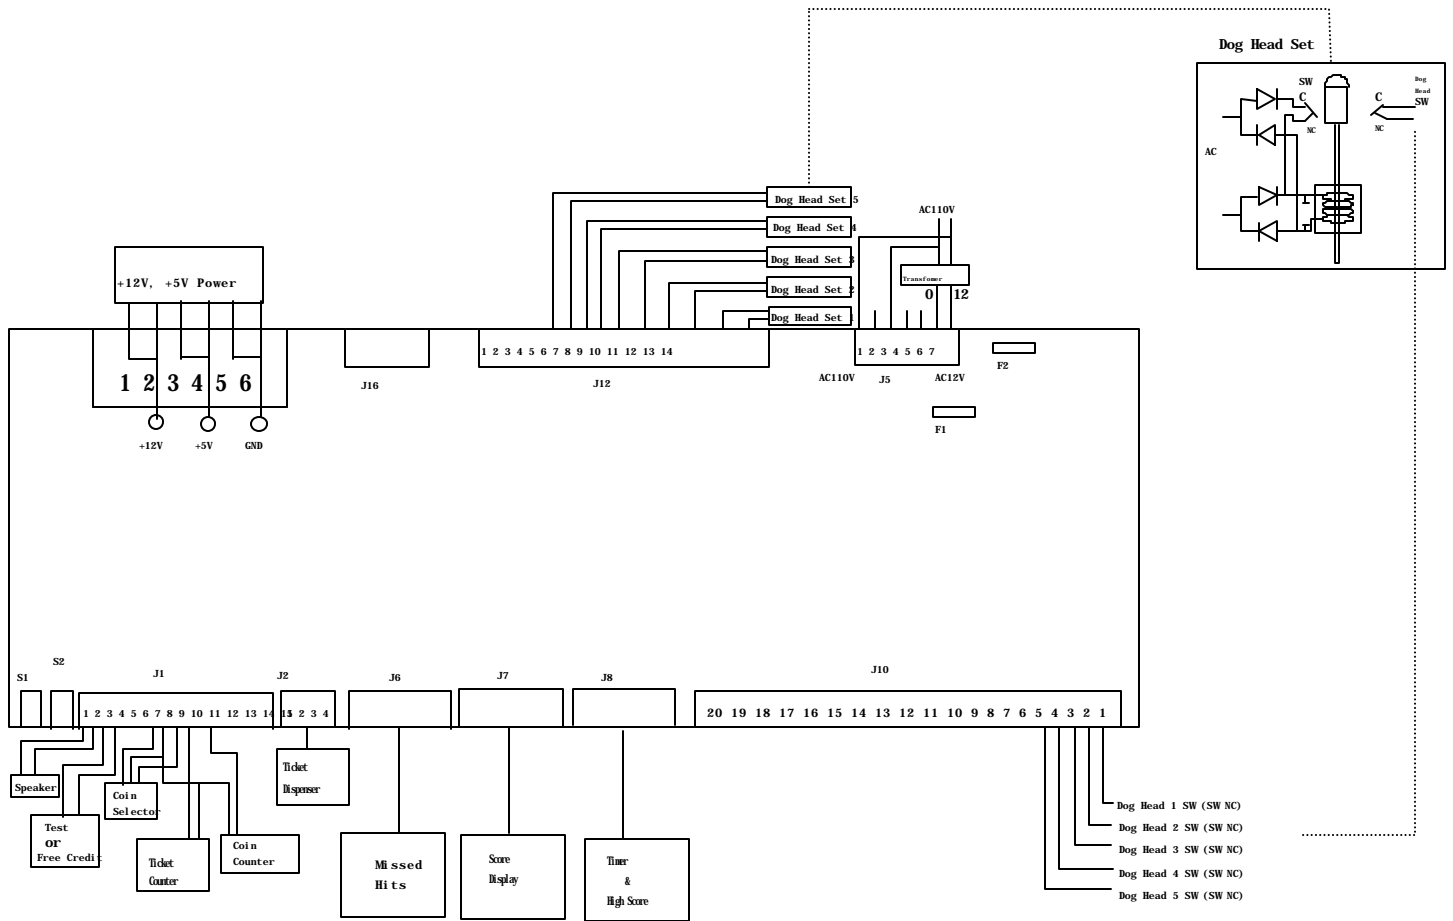 Dog Head Set
SW
C
NC
C
NC
Dog
Head
SW
AC
Dog Head Set 5
Dog Head Set 4
Dog Head Set 3
Dog Head Set 2
Dog Head Set 1
AC110V
Transfomer
0 12
+12V, +5V Power
1 2 3 4 5 6
+12V +5V GND
J16
1 2 3 4 5 6 7 8 9 10 11 12 13 14
J12
1 2 3 4 5 6 7
AC110V J5 AC12V
F2
F1
S1
S2
J1
J2
J6
J7
J8
J10
1 2 3 4 5 6 7 8 9 10 11 12 13 14 15
1 2 3 4
20 19 18 17 16 15 14 13 12 11 10 9 8 7 6 5 4 3 2 1
Speaker
Test
or
Free Credit
Coin
Selector
Ticket
Counter
Coin
Counter
Ticket
Dispenser
Missed
Hits
Score
Display
Timer
&
High Score
Dog Head 1 SW (SW NC)
Dog Head 2 SW (SW NC)
Dog Head 3 SW (SW NC)
Dog Head 4 SW (SW NC)
Dog Head 5 SW (SW NC)